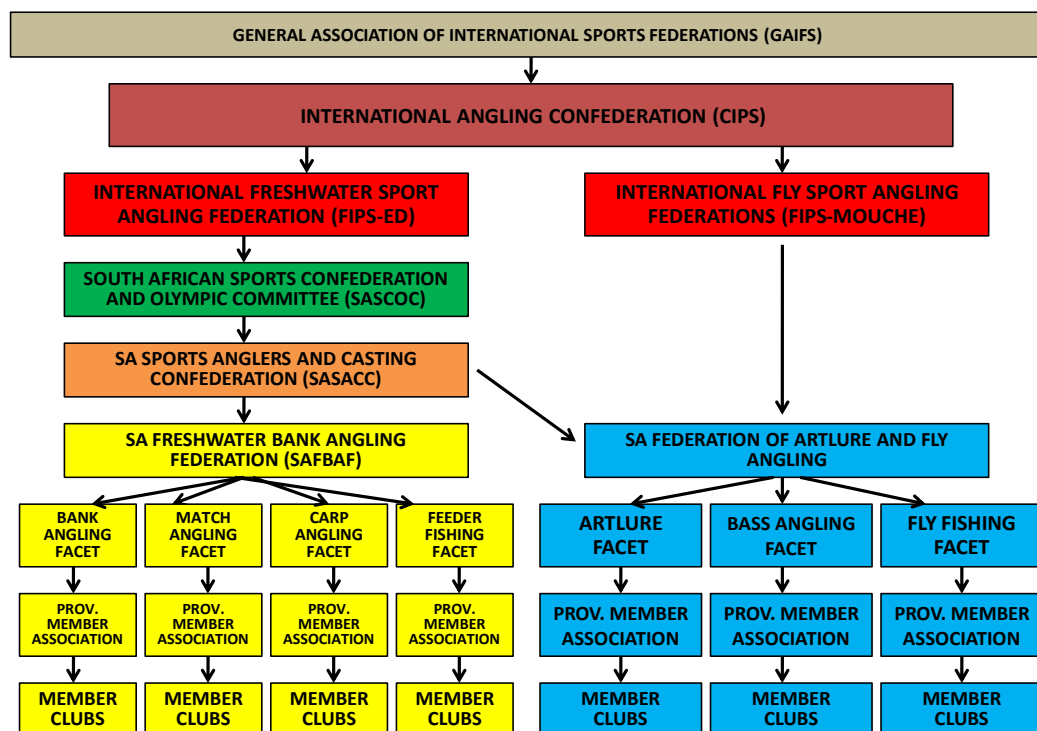 GENERAL ASSOCIATION OF INTERNATIONAL SPORTS FEDERATIONS (GAIFS)
INTERNATIONAL ANGLING CONFEDERATION (CIPS)
INTERNATIONAL FRESHWATER SPORT
ANGLING FEDERATION (FIPS-ED)
INTERNATIONAL FLY SPORT ANGLING
FEDERATIONS (FIPS-MOUCHE)
SOUTH AFRICAN SPORTS CONFEDERATION
AND OLYMPIC COMMITTEE (SASCOC)
SA SPORTS ANGLERS AND CASTING
CONFEDERATION (SASACC)
SA FRESHWATER BANK ANGLING
FEDERATION (SAFBAF)
SA FEDERATION OF ARTLURE AND FLY
ANGLING
BANK
ANGLING
FACET
MATCH
ANGLING
FACET
CARP
ANGLING
FACET
FEEDER
FISHING
FACET
ARTLURE
FACET
BASS ANGLING
FACET
FLY FISHING
FACET
PROV.
MEMBER
ASSOCIATION
PROV.
MEMBER
ASSOCIATION
PROV.
MEMBER
ASSOCIATION
PROV.
MEMBER
ASSOCIATION
PROV. MEMBER
ASSOCIATION
PROV. MEMBER
ASSOCIATION
PROV. MEMBER
ASSOCIATION
MEMBER
CLUBS
MEMBER
CLUBS
MEMBER
CLUBS
MEMBER
CLUBS
MEMBER
CLUBS
MEMBER
CLUBS
MEMBER
CLUBS